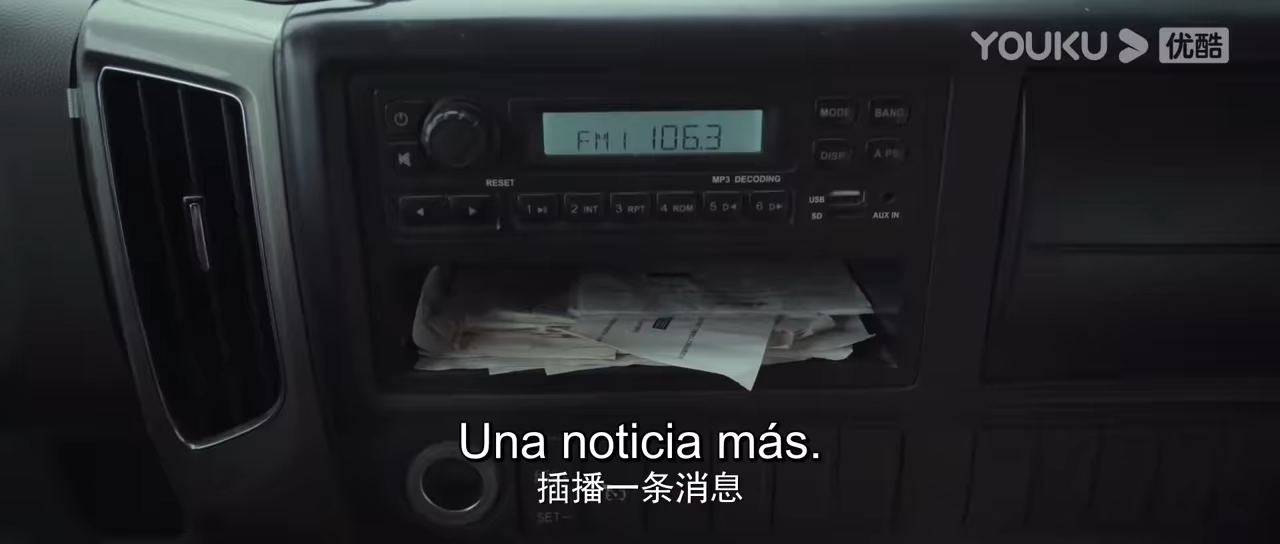 YOUKU 优酷
FM1 106.3
MODE BAND
DISP A.PS
RESET
MP3 DECODING
1 2 INT 3 RPT 4 RDM 5 D 6 D
USB
SD
AUX IN
Una noticia más.
插播一条消息
SET-